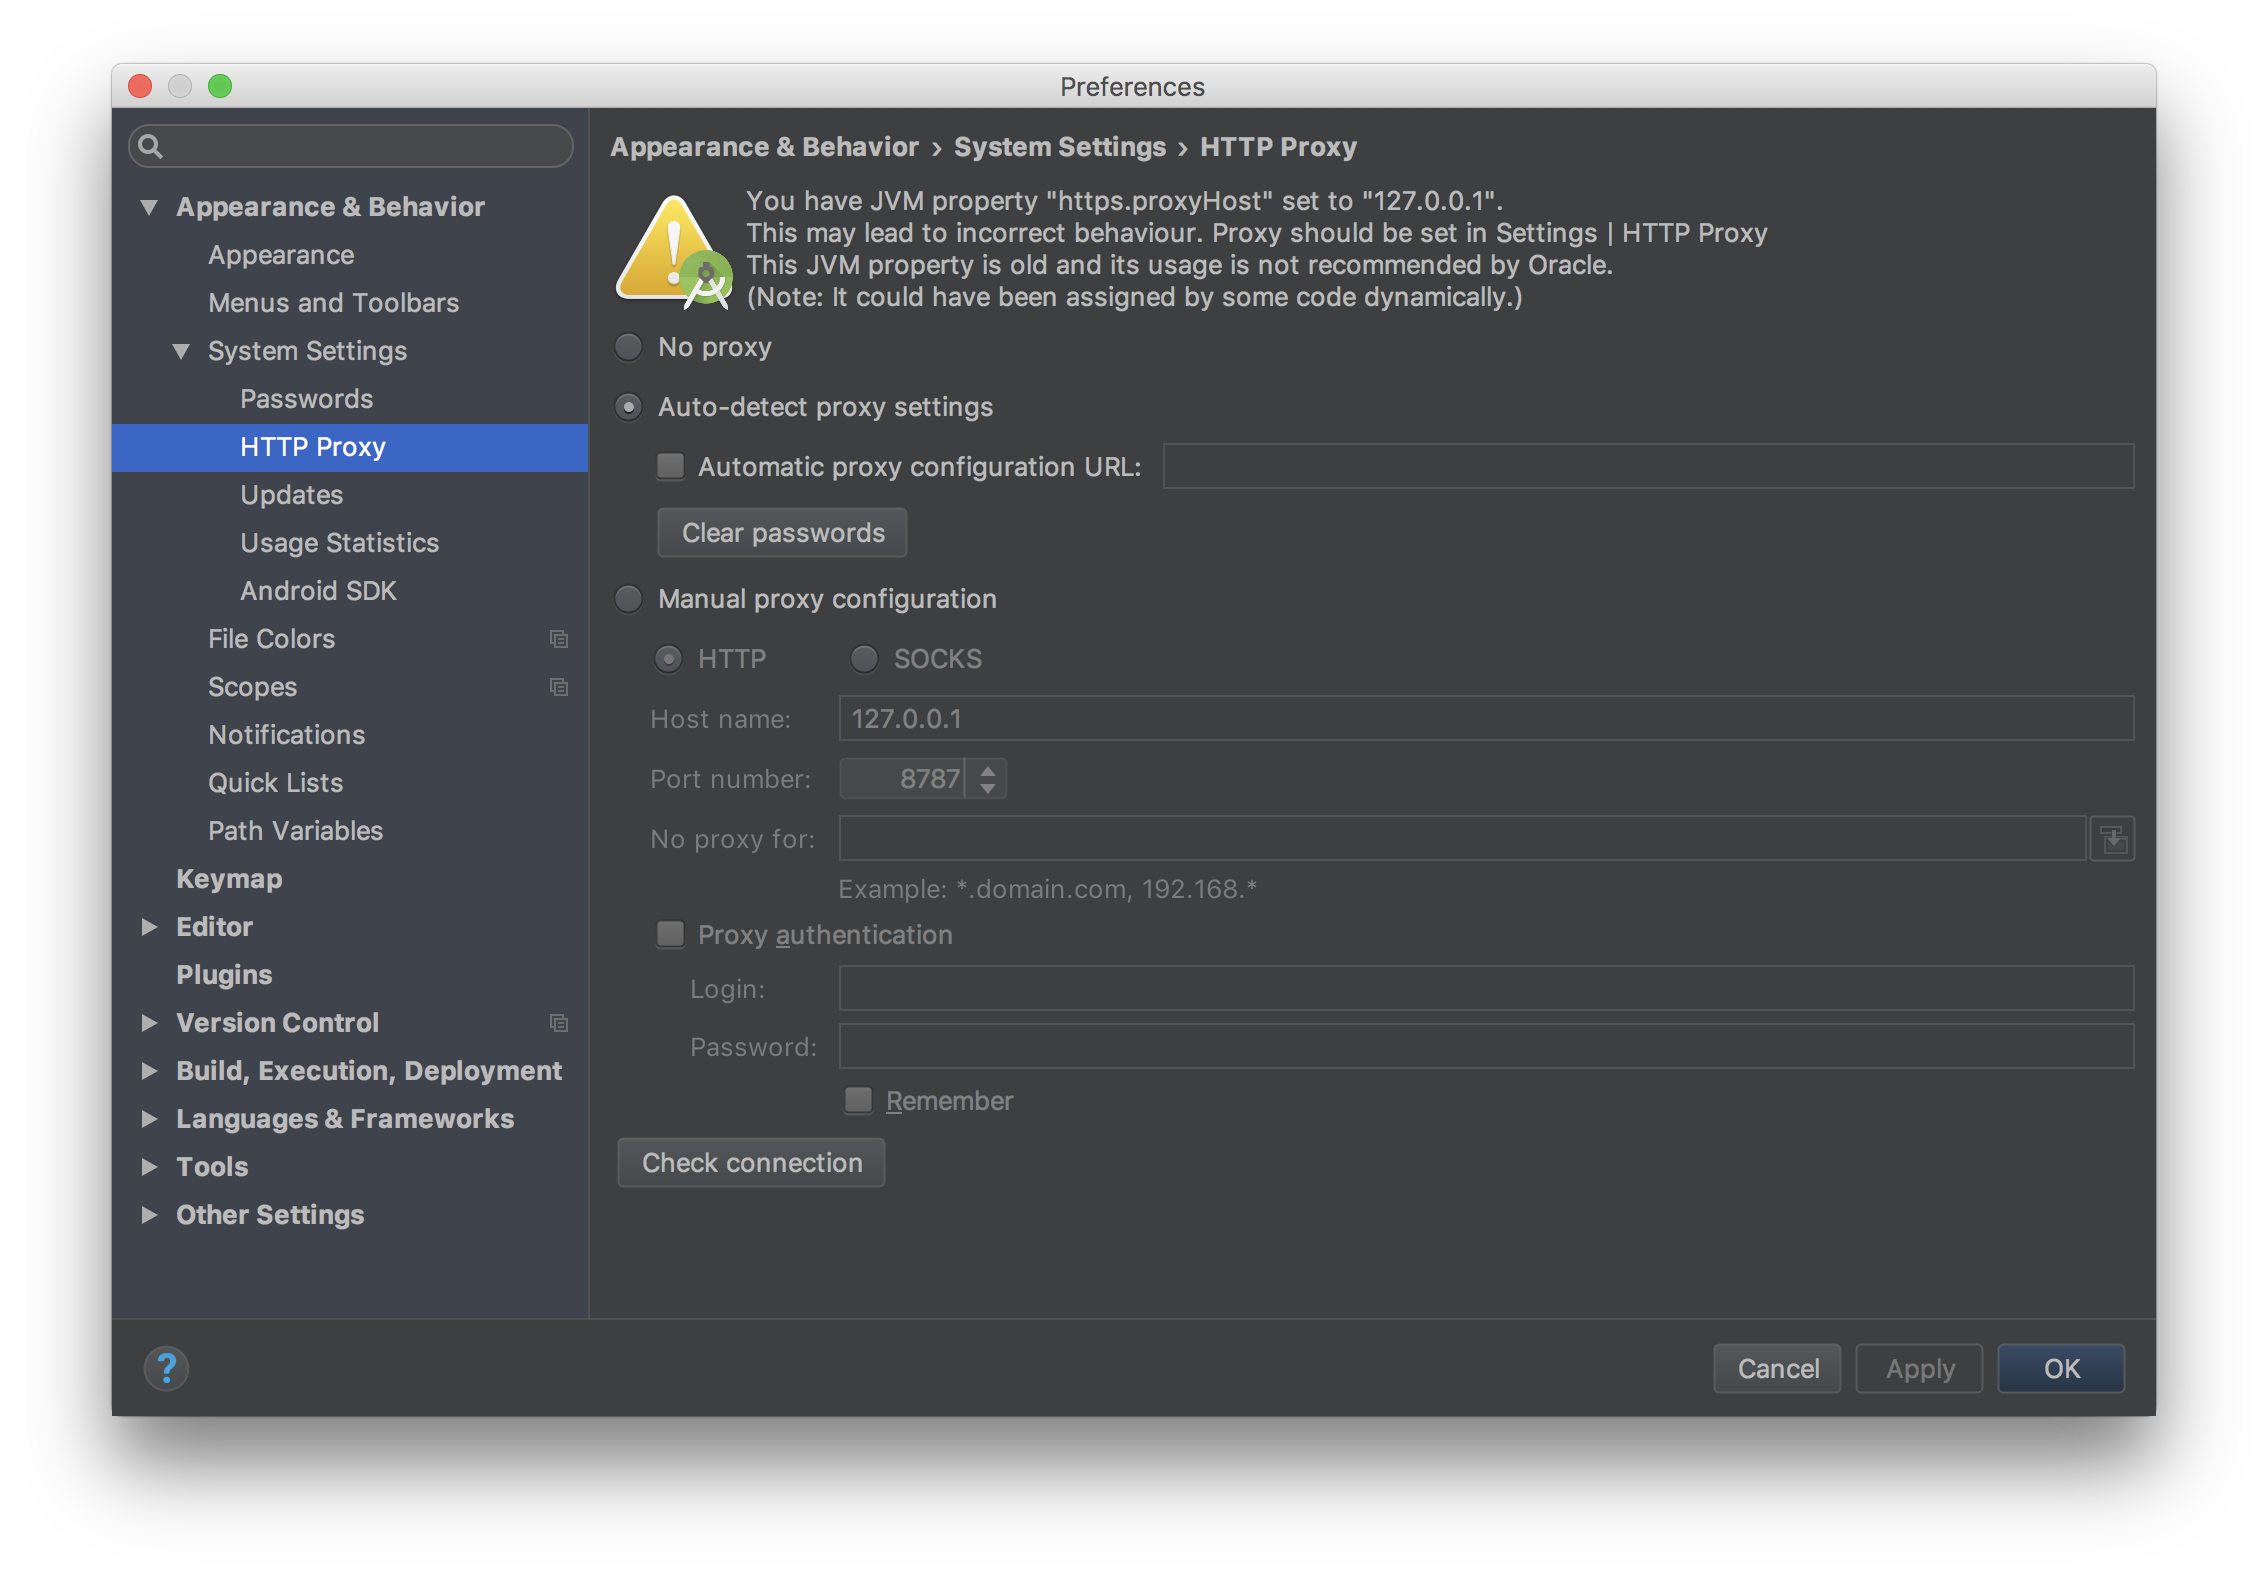 Preferences
Appearance & Behavior
Appearance
Menus and Toolbars
System Settings
Passwords
HTTP Proxy
Updates
Usage Statistics
Android SDK
File Colors
Scopes
Notifications
Quick Lists
Path Variables
Keymap
Editor
Plugins
Version Control
Build, Execution, Deployment
Languages & Frameworks
Tools
Other Settings
Appearance & Behavior › System Settings › HTTP Proxy
You have JVM property "https.proxyHost" set to "127.0.0.1".
This may lead to incorrect behaviour. Proxy should be set in Settings | HTTP Proxy
This JVM property is old and its usage is not recommended by Oracle.
(Note: It could have been assigned by some code dynamically.)
No proxy
Auto-detect proxy settings
Automatic proxy configuration URL:
Clear passwords
Manual proxy configuration
HTTP SOCKS
Host name: 127.0.0.1
Port number: 8787
No proxy for:
Example: *.domain.com, 192.168.*
Proxy authentication
Login:
Password:
Remember
Check connection
? Cancel Apply OK